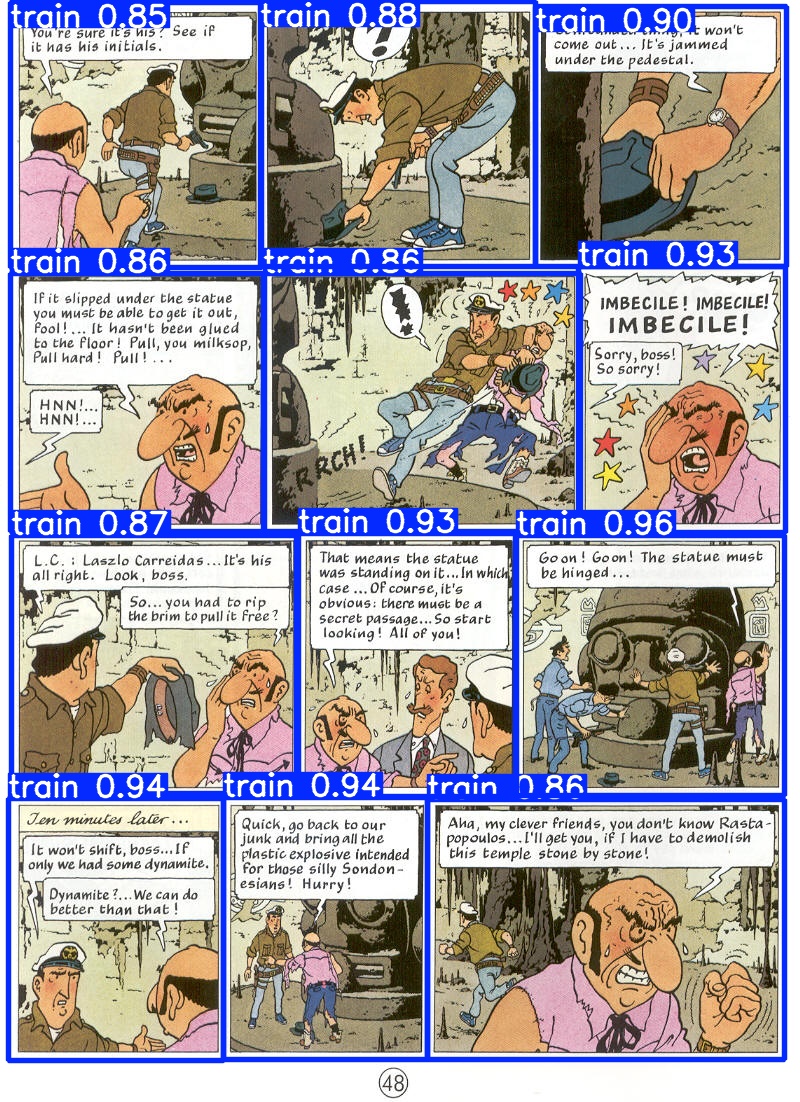 train 0.85
You're sure it's his? See if
it has his initials.
train 0.88
?!
train 0.90
thing, it won't
come out... It's jammed
under the pedestal.
train 0.86
If it slipped under the statue
you must be able to get it out,
Pool!... It hasn't been glued
to the floor! Pull, you milksop,
Pull hard! Pull!...
HNN!...
HNN!...
train 0.86
!
RRCH!
train 0.93
IMBECILE! IMBECILE!
IMBECILE!
Sorry, boss!
So sorry!
train 0.87
L.C.: Laszlo Carreidas...It's his
all right. Look, boss.
So... you had to rip
the brim to pull it free?
train 0.93
That means the statue
was standing on it... In which
case ... Of course, it's
obvious: there must be a
secret passage... So start
looking! All of you!
train 0.96
Go on! Go on! The statue must
be hinged...
train 0.94
Ten minutes later...
It won't shift, boss... If
only we had some dynamite.
Dynamite?... We can do
better than that!
train 0.94
Quick, go back to our
junk and bring all the
plastic explosive intended
for those silly Sondon-
esians! Hurry!
train 0.86
Aha, my clever friends, you don't know Rasta-
popoulos... I'll get you, if I have to demolish
this temple stone by stone!
48